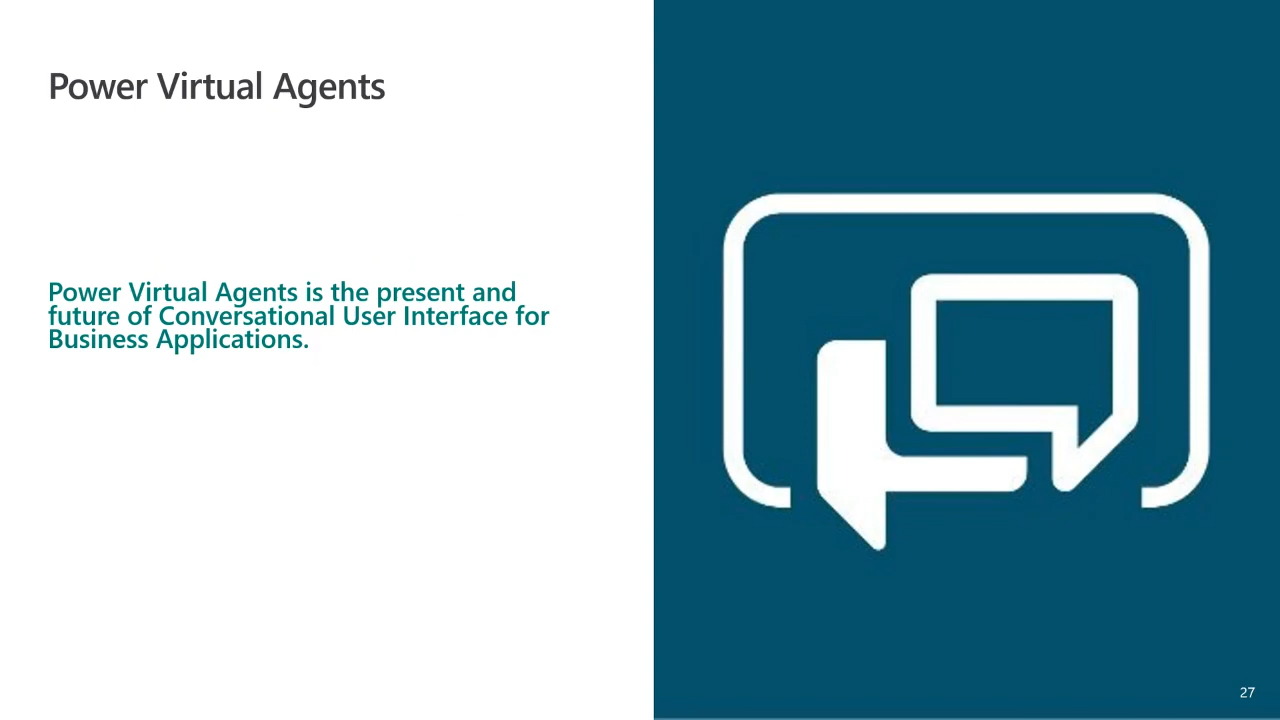 Power Virtual Agents
Power Virtual Agents is the present and
future of Conversational User Interface for
Business Applications.
27